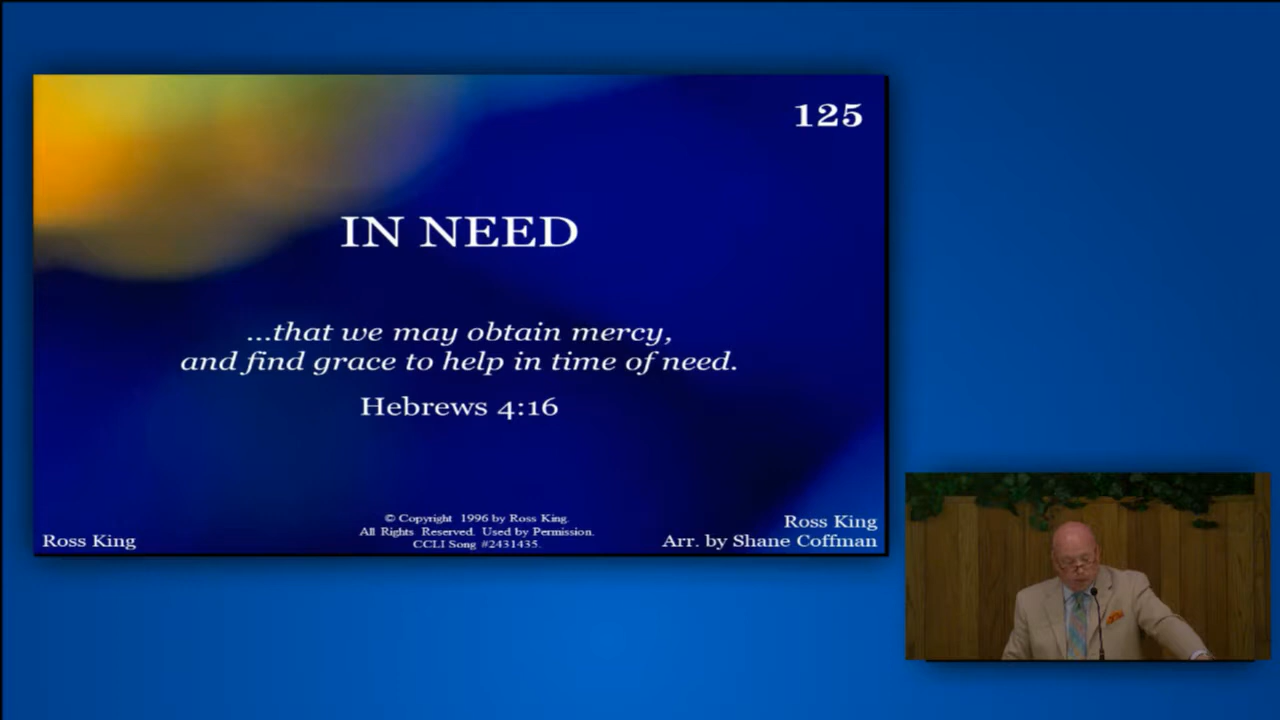 125
IN NEED
...that we may obtain mercy,
and find grace to help in time of need.
Hebrews 4:16
© Copyright 1996 by Ross King.
All Rights Reserved. Used by Permission.
CCLI Song #2431435.
Ross King
Ross King
Arr. by Shane Coffman